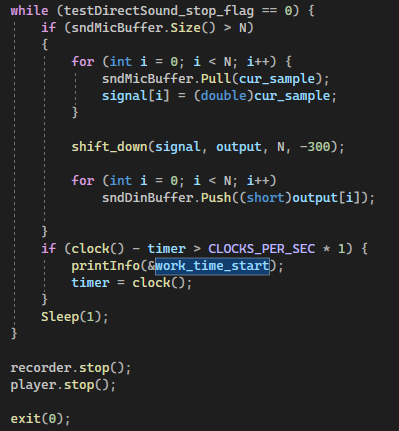 while (testDirectSound_stop_flag == 0) {
    if (sndMicBuffer.Size() > N)
    {
        for (int i = 0; i < N; i++) {
            sndMicBuffer.Pull(cur_sample);
            signal[i] = (double)cur_sample;
        }

        shift_down(signal, output, N, -300);

        for (int i = 0; i < N; i++)
            sndDinBuffer.Push((short)output[i]);

    }
    if (clock() - timer > CLOCKS_PER_SEC * 1) {
        printInfo(&work_time_start);
        timer = clock();
    }
    Sleep(1);
}

recorder.stop();
player.stop();

exit(0);